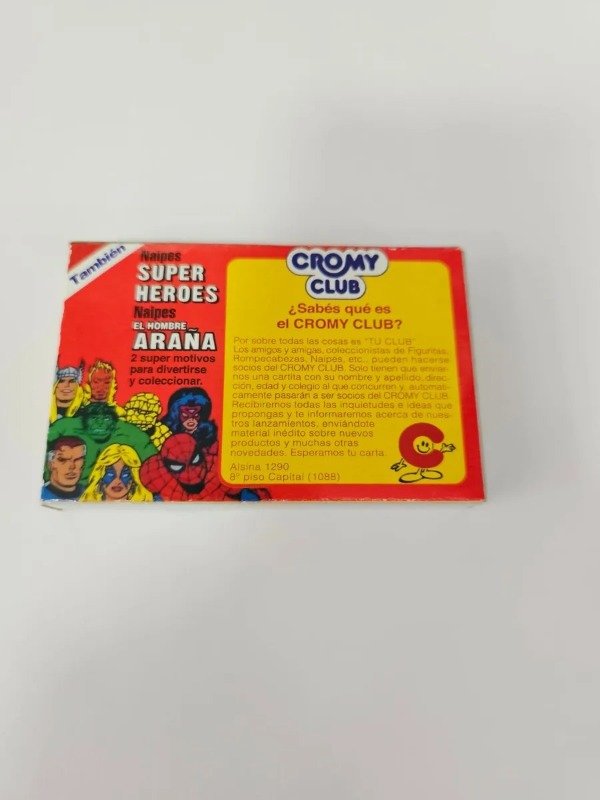 También
Naipes
SUPER
HEROES
Naipes
EL HOMBRE
ARAÑA
2 super motivos
para divertirse
y coleccionar.
CROMY
CLUB
¿Sabés qué es
el CROMY CLUB?
Por sobre todas las cosas es "TU CLUB"
Los amigos y amigas, coleccionistas de Figuritas,
Rompecabezas, Naipes, etc., pueden hacerse
socios del CROMY CLUB. Solo tienen que enviar-
nos una cartita con su nombre y apellido, direc-
ción, edad y colegio al que concurren y, automáti-
camente pasarán a ser socios del CROMY CLUB.
Recibiremos todas las inquietudes e ideas que
propongas y te informaremos acerca de nues-
tros lanzamientos, enviándote
material inédito sobre nuevos
productos y muchas otras
novedades. Esperamos tu carta.
Alsina 1290
8º piso Capital (1088)
C